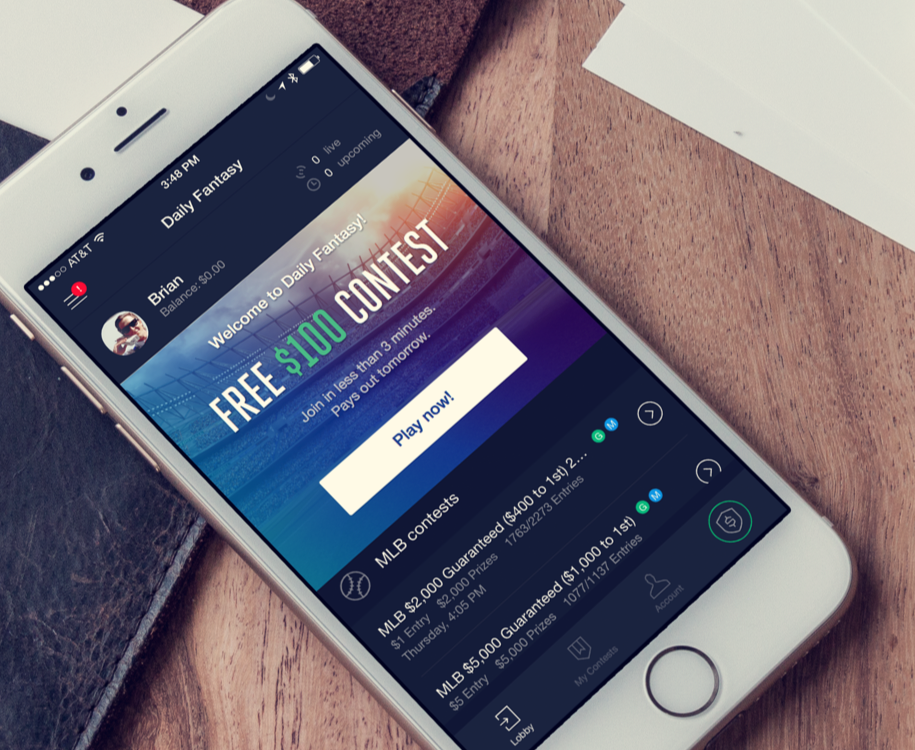 AT&T
3:48 PM
Daily Fantasy
0 live
0 upcoming
Brian
Balance: $0.00
Welcome to Daily Fantasy!
FREE $100 CONTEST
Join in less than 3 minutes.
Pays out tomorrow.
Play now!
MLB contests
MLB $2,000 Guaranteed ($400 to 1st) 2... G M
$1 Entry $2,000 Prizes 1763/2273 Entries
Thursday, 4:05 PM
MLB $5,000 Guaranteed ($1,000 to 1st) G M
$5 Entry $5,000 Prizes 1077/1137 Entries
Lobby
My Contests
Account